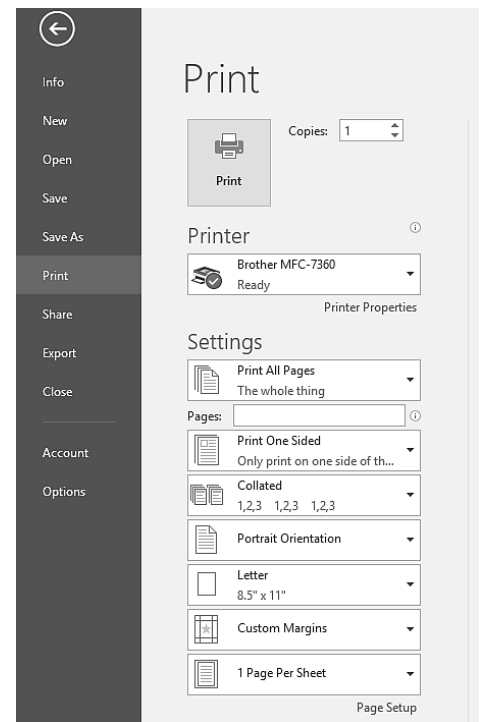 Info
New
Open
Save
Save As
Print
Share
Export
Close
Account
Options
Print
Print
Copies: 1
Printer
Brother MFC-7360
Ready
Printer Properties
Settings
Print All Pages
The whole thing
Pages:
Print One Sided
Only print on one side of th...
Collated
1,2,3 1,2,3 1,2,3
Portrait Orientation
Letter
8.5" x 11"
Custom Margins
1 Page Per Sheet
Page Setup